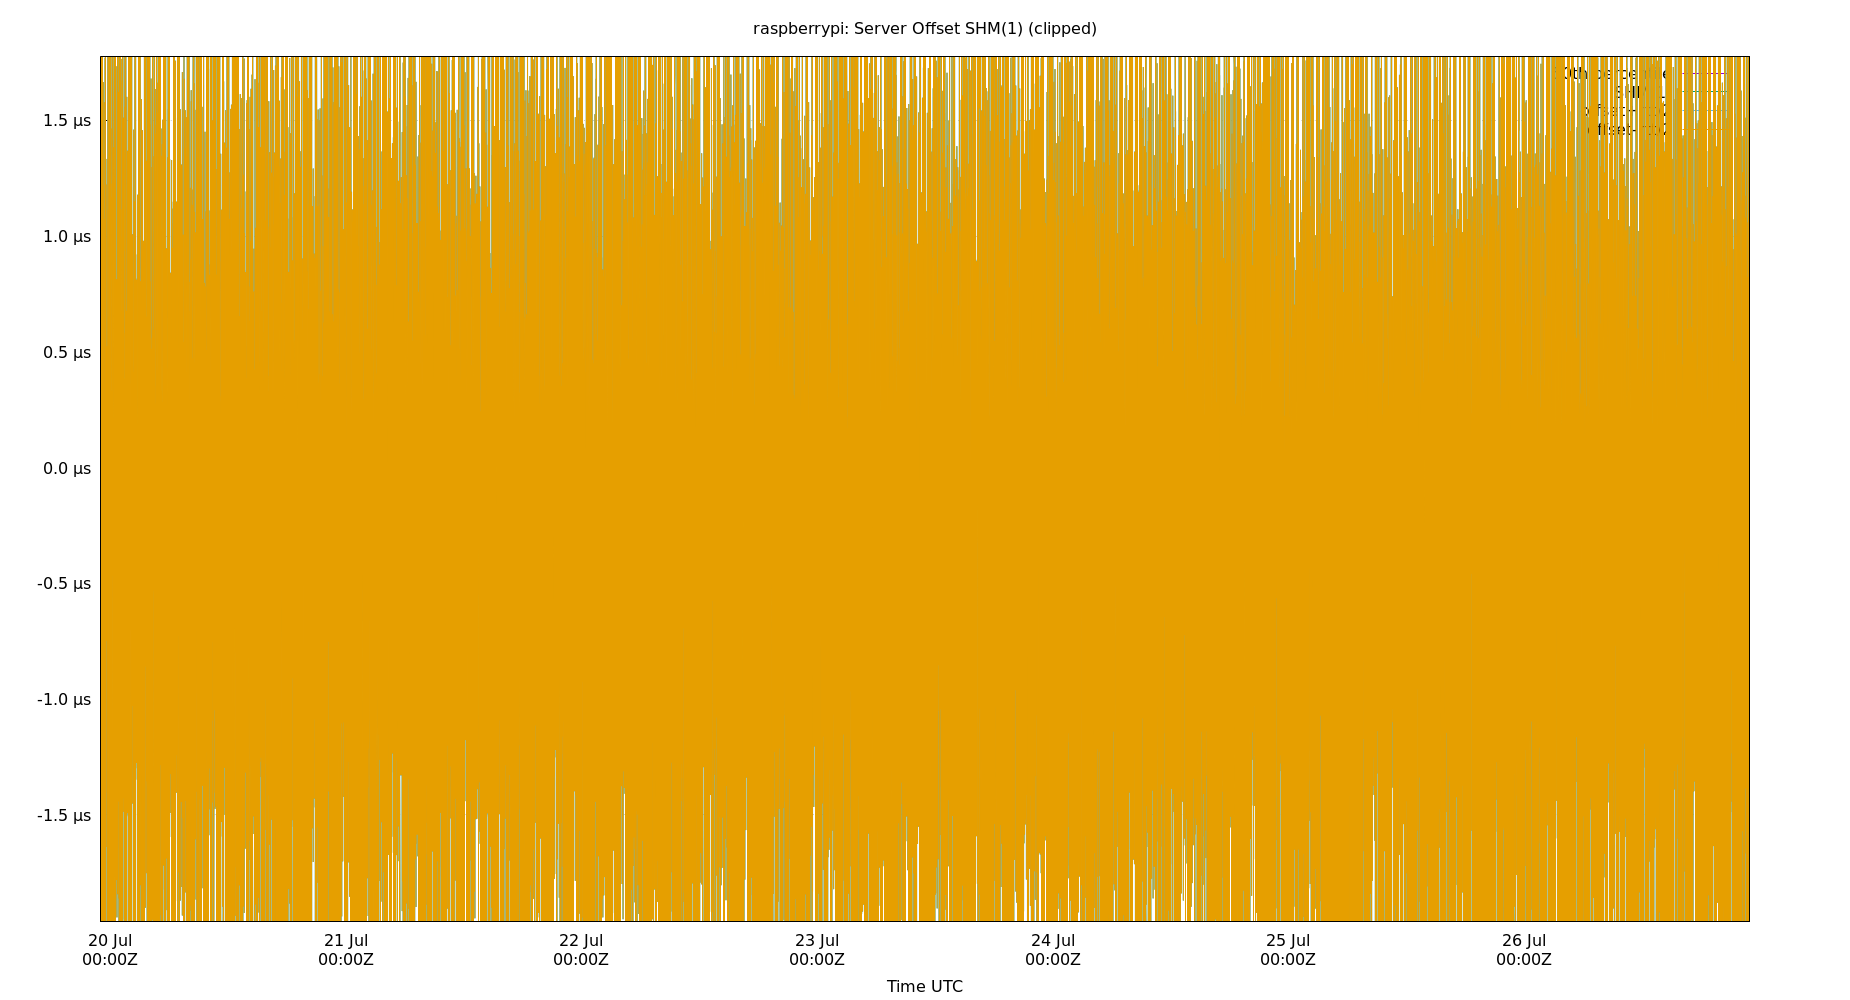 raspberrypi: Server Offset SHM(1) (clipped)
1.5 µs
1.0 µs
0.5 µs
0.0 µs
-0.5 µs
-1.0 µs
-1.5 µs
20 Jul 21 Jul 22 Jul 23 Jul 24 Jul 25 Jul 26 Jul
00:00Z 00:00Z 00:00Z 00:00Z 00:00Z 00:00Z 00:00Z
Time UTC